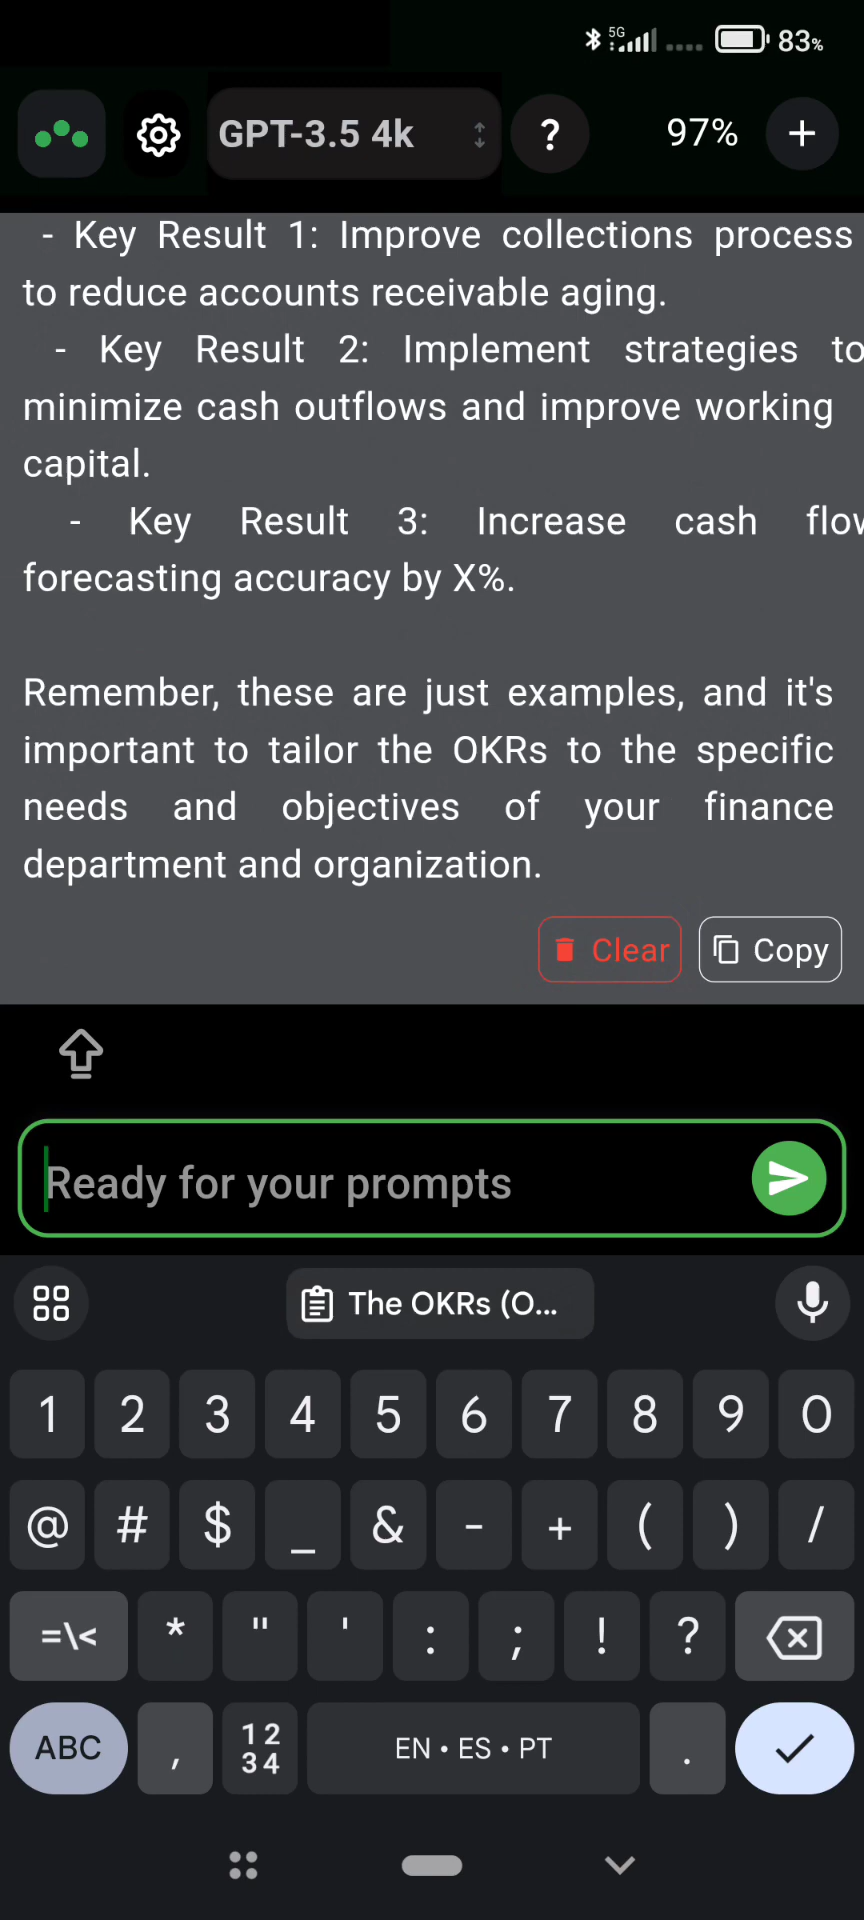 5G 83%
GPT-3.5 4k ? 97% +
- Key Result 1: Improve collections process
to reduce accounts receivable aging.
- Key Result 2: Implement strategies to
minimize cash outflows and improve working
capital.
- Key Result 3: Increase cash flow
forecasting accuracy by X%.
Remember, these are just examples, and it's
important to tailor the OKRs to the specific
needs and objectives of your finance
department and organization.
Clear Copy
Ready for your prompts
The OKRs (O...
1 2 3 4 5 6 7 8 9 0
@ # $ _ & - + ( ) /
=\< * " ' : ; ! ?
ABC , 12 34 EN • ES • PT .